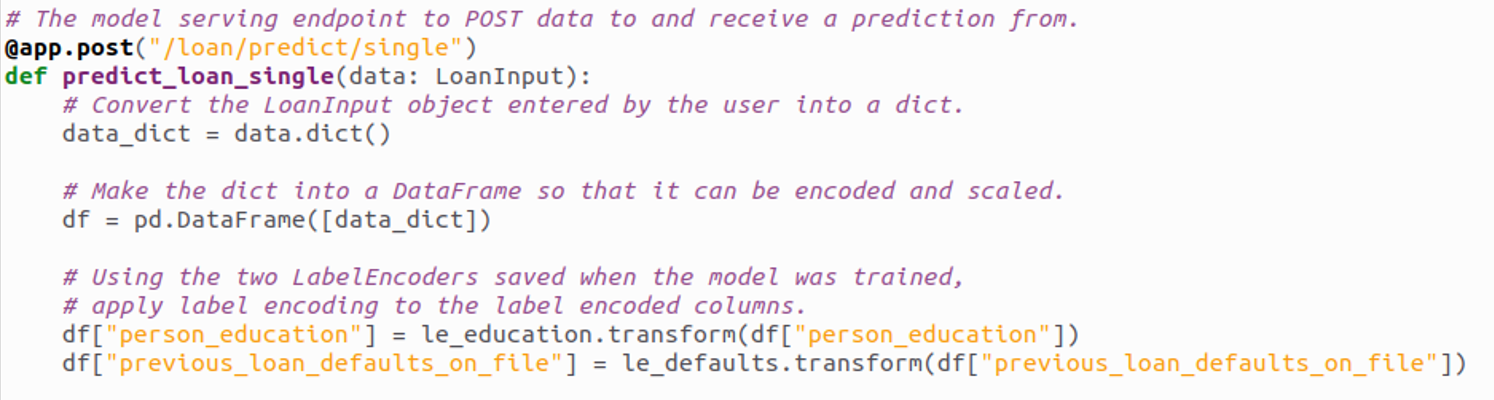 # The model serving endpoint to POST data to and receive a prediction from.
@app.post("/loan/predict/single")
def predict_loan_single(data: LoanInput):
    # Convert the LoanInput object entered by the user into a dict.
    data_dict = data.dict()

    # Make the dict into a DataFrame so that it can be encoded and scaled.
    df = pd.DataFrame([data_dict])

    # Using the two LabelEncoders saved when the model was trained,
    # apply label encoding to the label encoded columns.
    df["person_education"] = le_education.transform(df["person_education"])
    df["previous_loan_defaults_on_file"] = le_defaults.transform(df["previous_loan_defaults_on_file"])